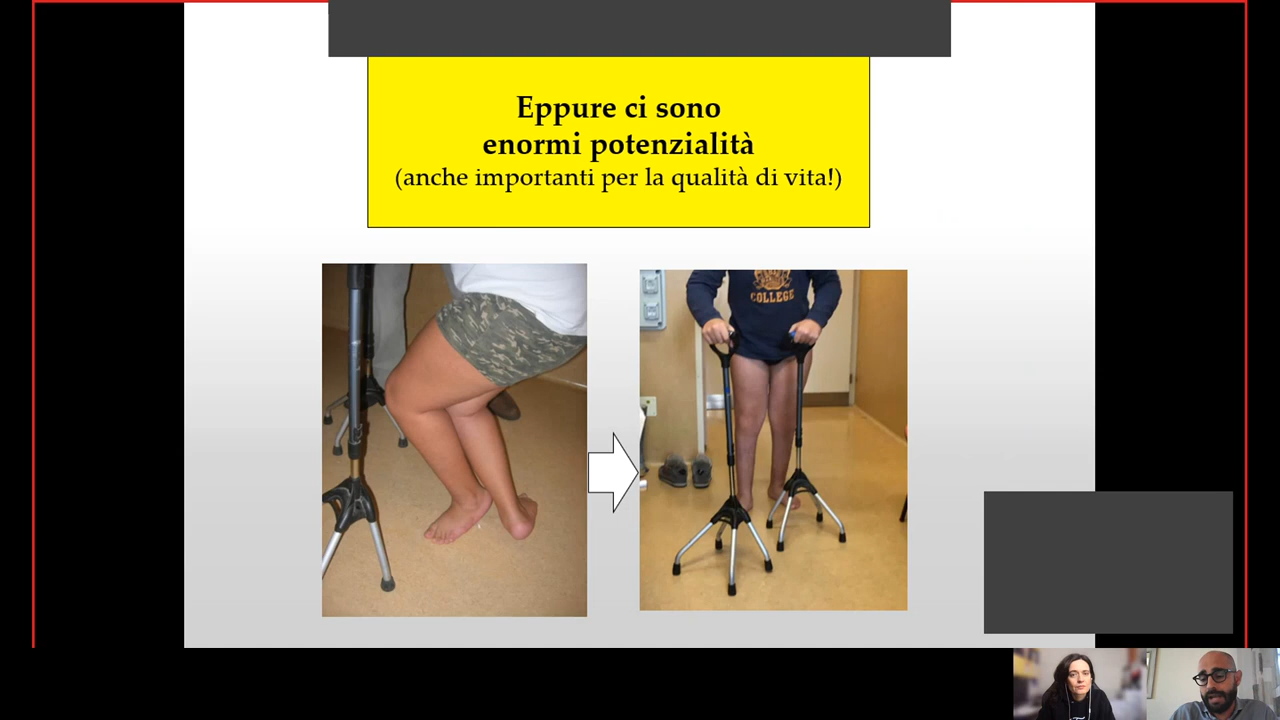 Eppure ci sono
enormi potenzialità
(anche importanti per la qualità di vita!)
COLLEGE